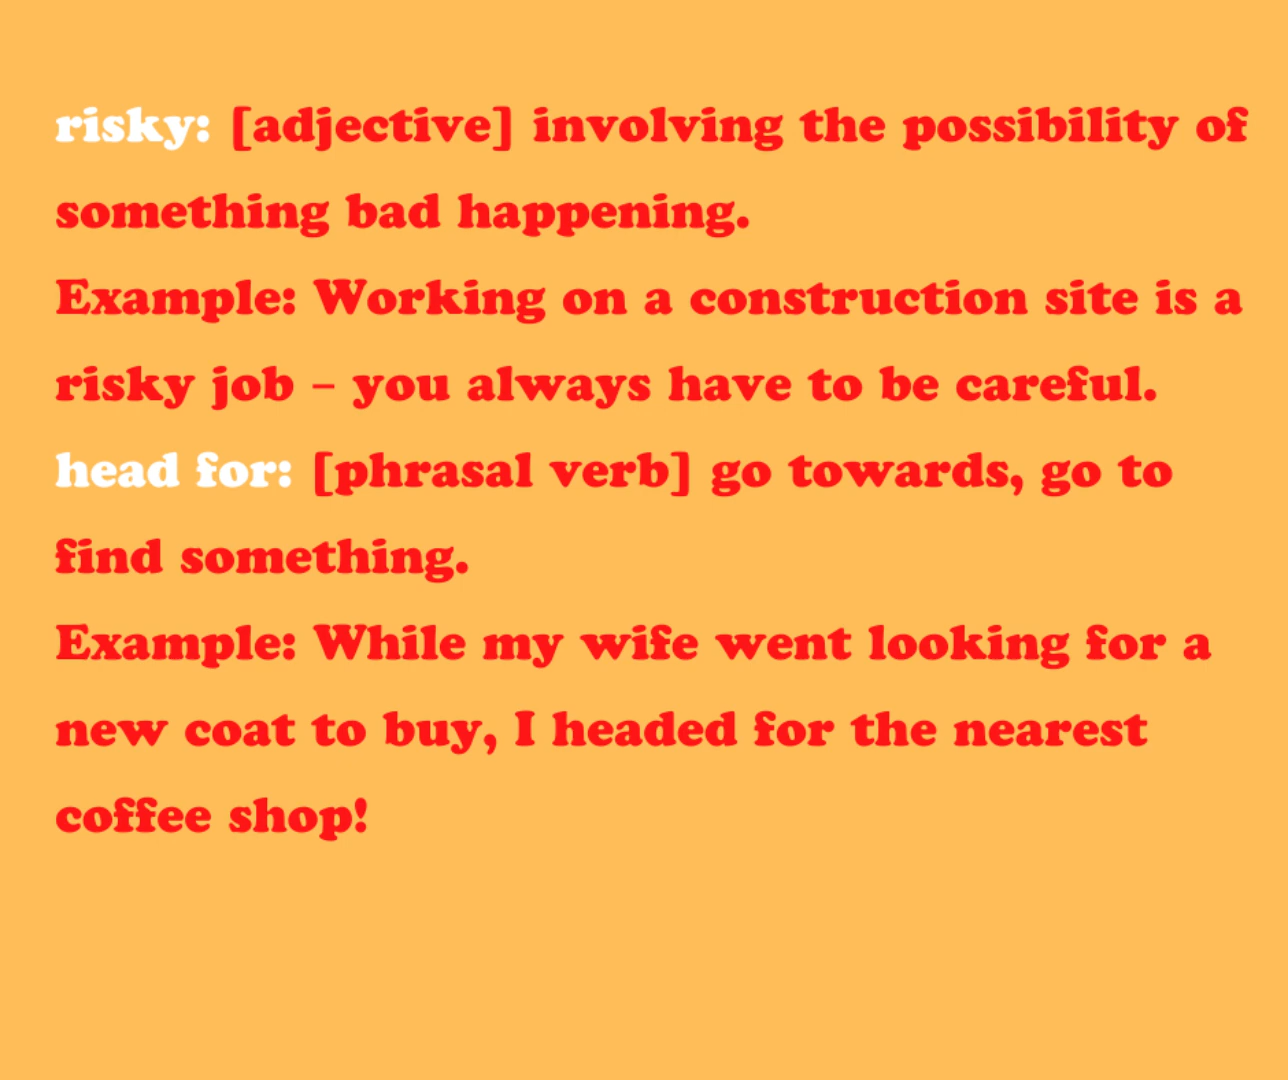 risky: [adjective] involving the possibility of
something bad happening.
Example: Working on a construction site is a
risky job – you always have to be careful.
head for: [phrasal verb] go towards, go to
find something.
Example: While my wife went looking for a
new coat to buy, I headed for the nearest
coffee shop!